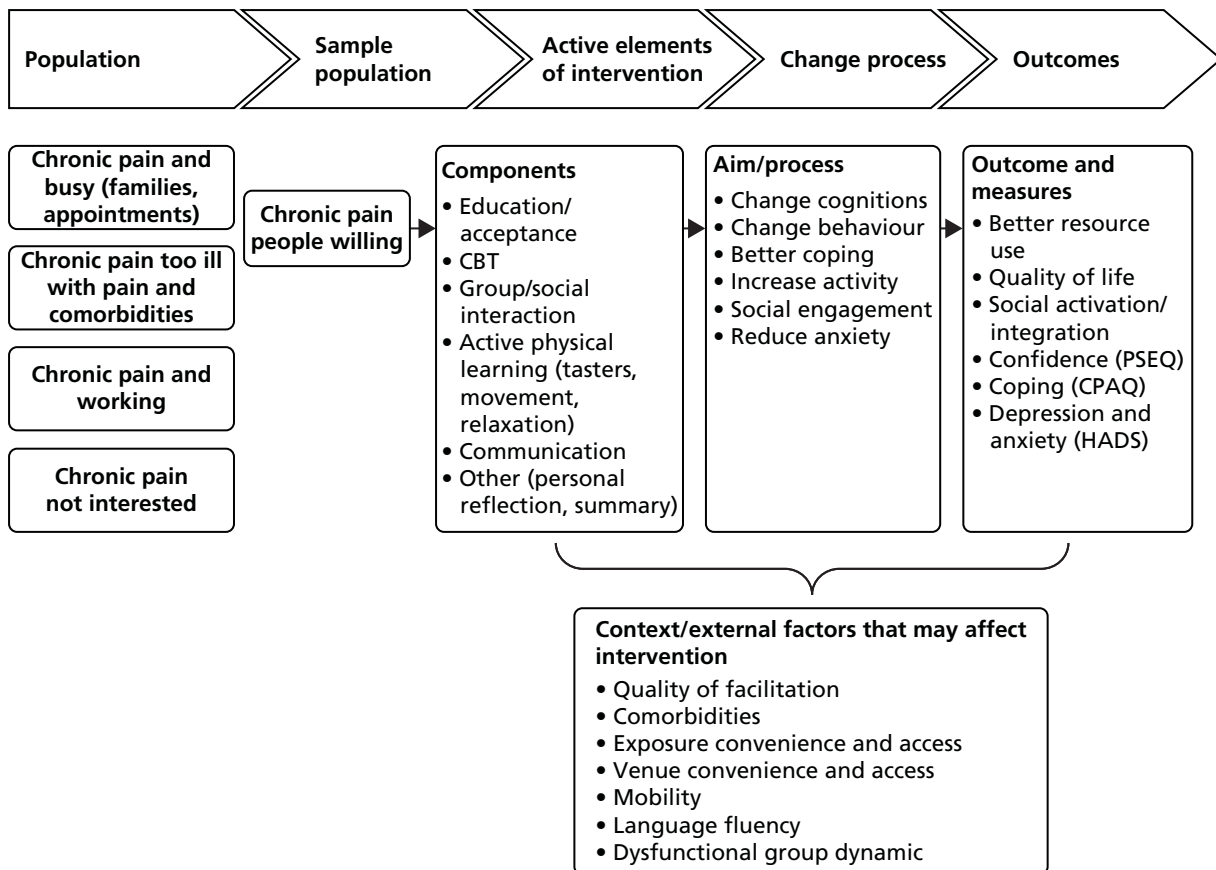 Population
Sample
population
Active elements
of intervention
Change process
Outcomes
Chronic pain and
busy (families,
appointments)
Chronic pain too ill
with pain and
comorbidities
Chronic pain and
working
Chronic pain
not interested
Chronic pain
people willing
Components
• Education/
acceptance
• CBT
• Group/social
interaction
• Active physical
learning (tasters,
movement,
relaxation)
• Communication
• Other (personal
reflection, summary)
Aim/process
• Change cognitions
• Change behaviour
• Better coping
• Increase activity
• Social engagement
• Reduce anxiety
Outcome and
measures
• Better resource
use
• Quality of life
• Social activation/
integration
• Confidence (PSEQ)
• Coping (CPAQ)
• Depression and
anxiety (HADS)
Context/external factors that may affect
intervention
• Quality of facilitation
• Comorbidities
• Exposure convenience and access
• Venue convenience and access
• Mobility
• Language fluency
• Dysfunctional group dynamic